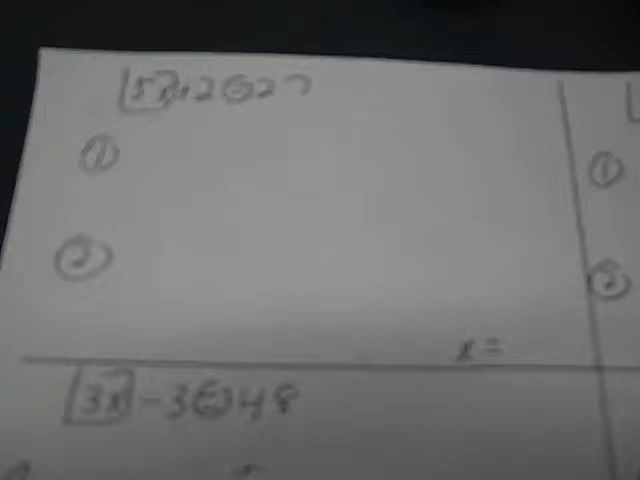 5x+2=27
①
①
②
②
x=
3x-3=48